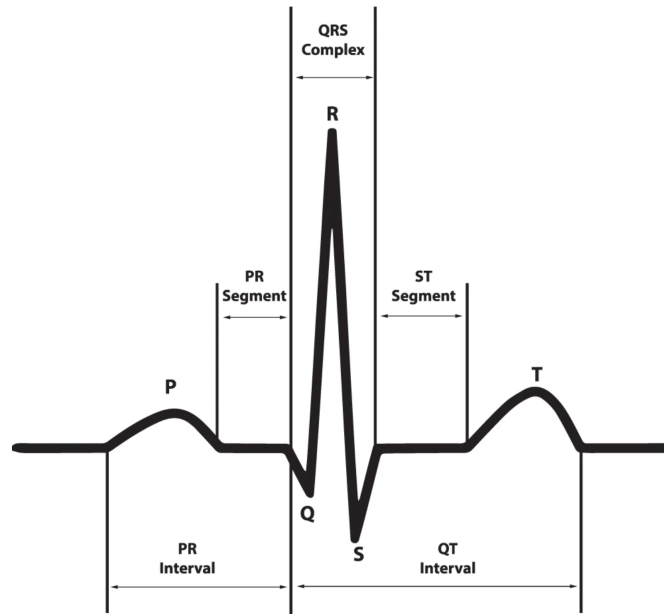 QRS
Complex
R
PR
Segment
ST
Segment
P
T
Q
S
PR
Interval
QT
Interval